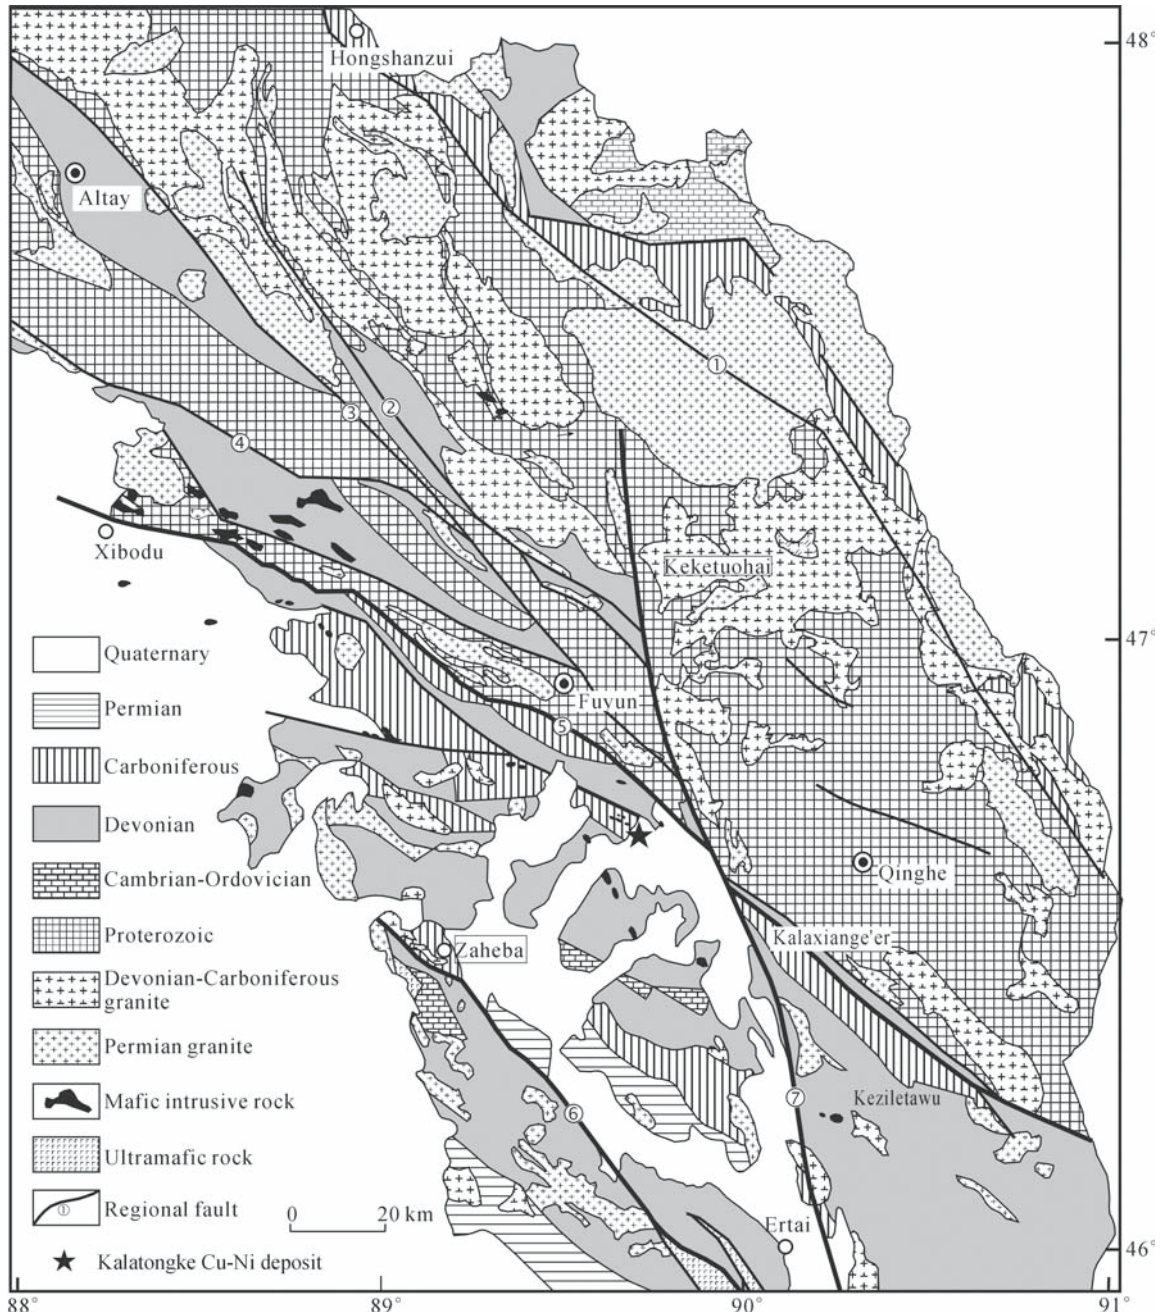 48°
Hongshanzui
Altay
①
②
③
④
Xibodu
Keketuohai
47°
Quaternary
Fuyun
⑤
Permian
Carboniferous
Devonian
Cambrian-Ordovician
Qinghe
Proterozoic
Kalaxiange'er
Zaheba
Devonian-Carboniferous
granite
Permian granite
Mafic intrusive rock
⑥
⑦
Keziletawu
Ultramafic rock
①
Regional fault
0
20 km
Ertai
46°
Kalatongke Cu-Ni deposit
88°
89°
90°
91°